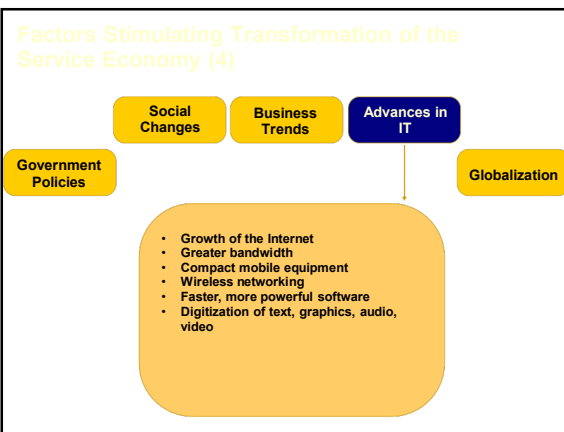 Factors Stimulating Transformation of the
Service Economy (4)
Social
Changes
Business
Trends
Advances in
IT
Government
Policies
Globalization
• Growth of the Internet
• Greater bandwidth
• Compact mobile equipment
• Wireless networking
• Faster, more powerful software
• Digitization of text, graphics, audio,
video